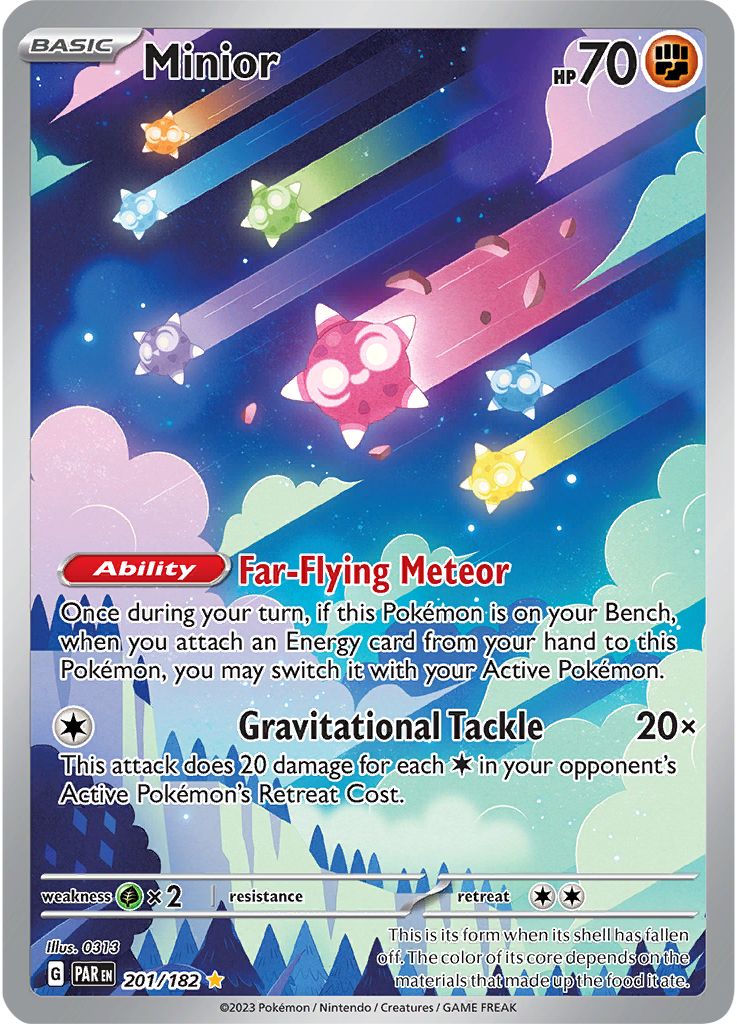 BASIC
Minior
HP 70
Ability Far-Flying Meteor
Once during your turn, if this Pokémon is on your Bench,
when you attach an Energy card from your hand to this
Pokémon, you may switch it with your Active Pokémon.
Gravitational Tackle 20×
This attack does 20 damage for each in your opponent's
Active Pokémon's Retreat Cost.
weakness ×2 resistance retreat
Illus. 0313
G PAR EN 201/182
This is its form when its shell has fallen
off. The color of its core depends on the
materials that made up the food it ate.
©2023 Pokémon / Nintendo / Creatures / GAME FREAK